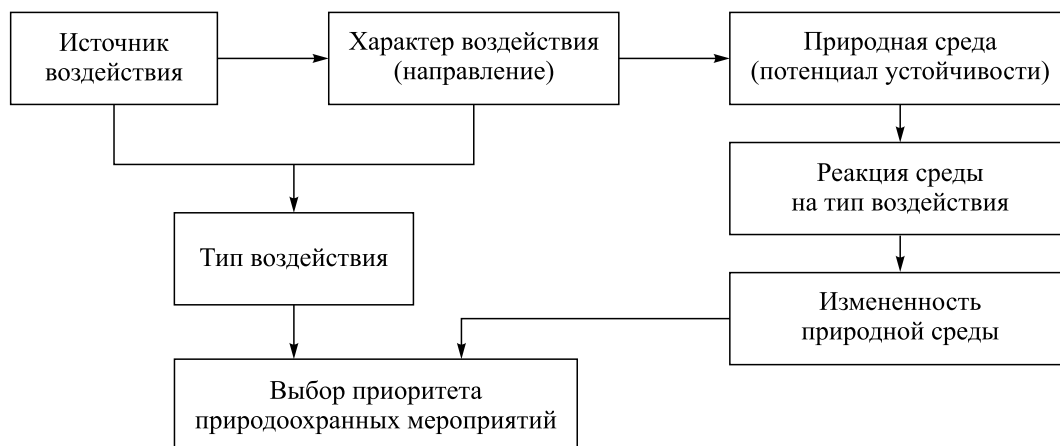 Источник
воздействия
Характер воздействия
(направление)
Природная среда
(потенциал устойчивости)
Реакция среды
на тип воздействия
Тип воздействия
Измененность
природной среды
Выбор приоритета
природоохранных мероприятий